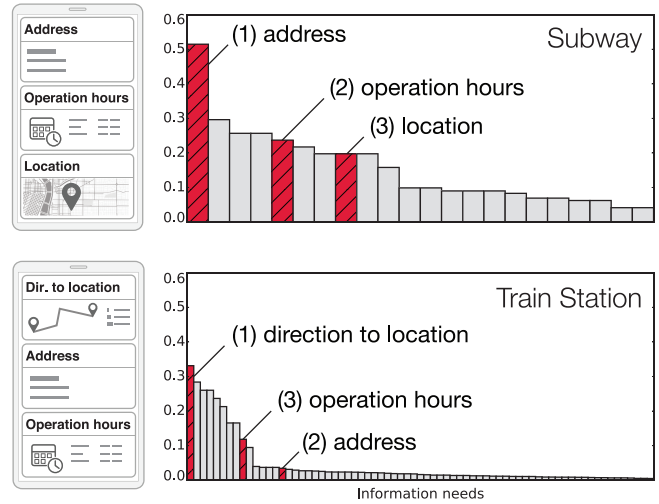 Address
Operation hours
Location
0.6
0.5
0.4
0.3
0.2
0.1
0.0
Subway
(1) address
(2) operation hours
(3) location
Dir. to location
Address
Operation hours
0.6
0.5
0.4
0.3
0.2
0.1
0.0
Train Station
(1) direction to location
(3) operation hours
(2) address
Information needs